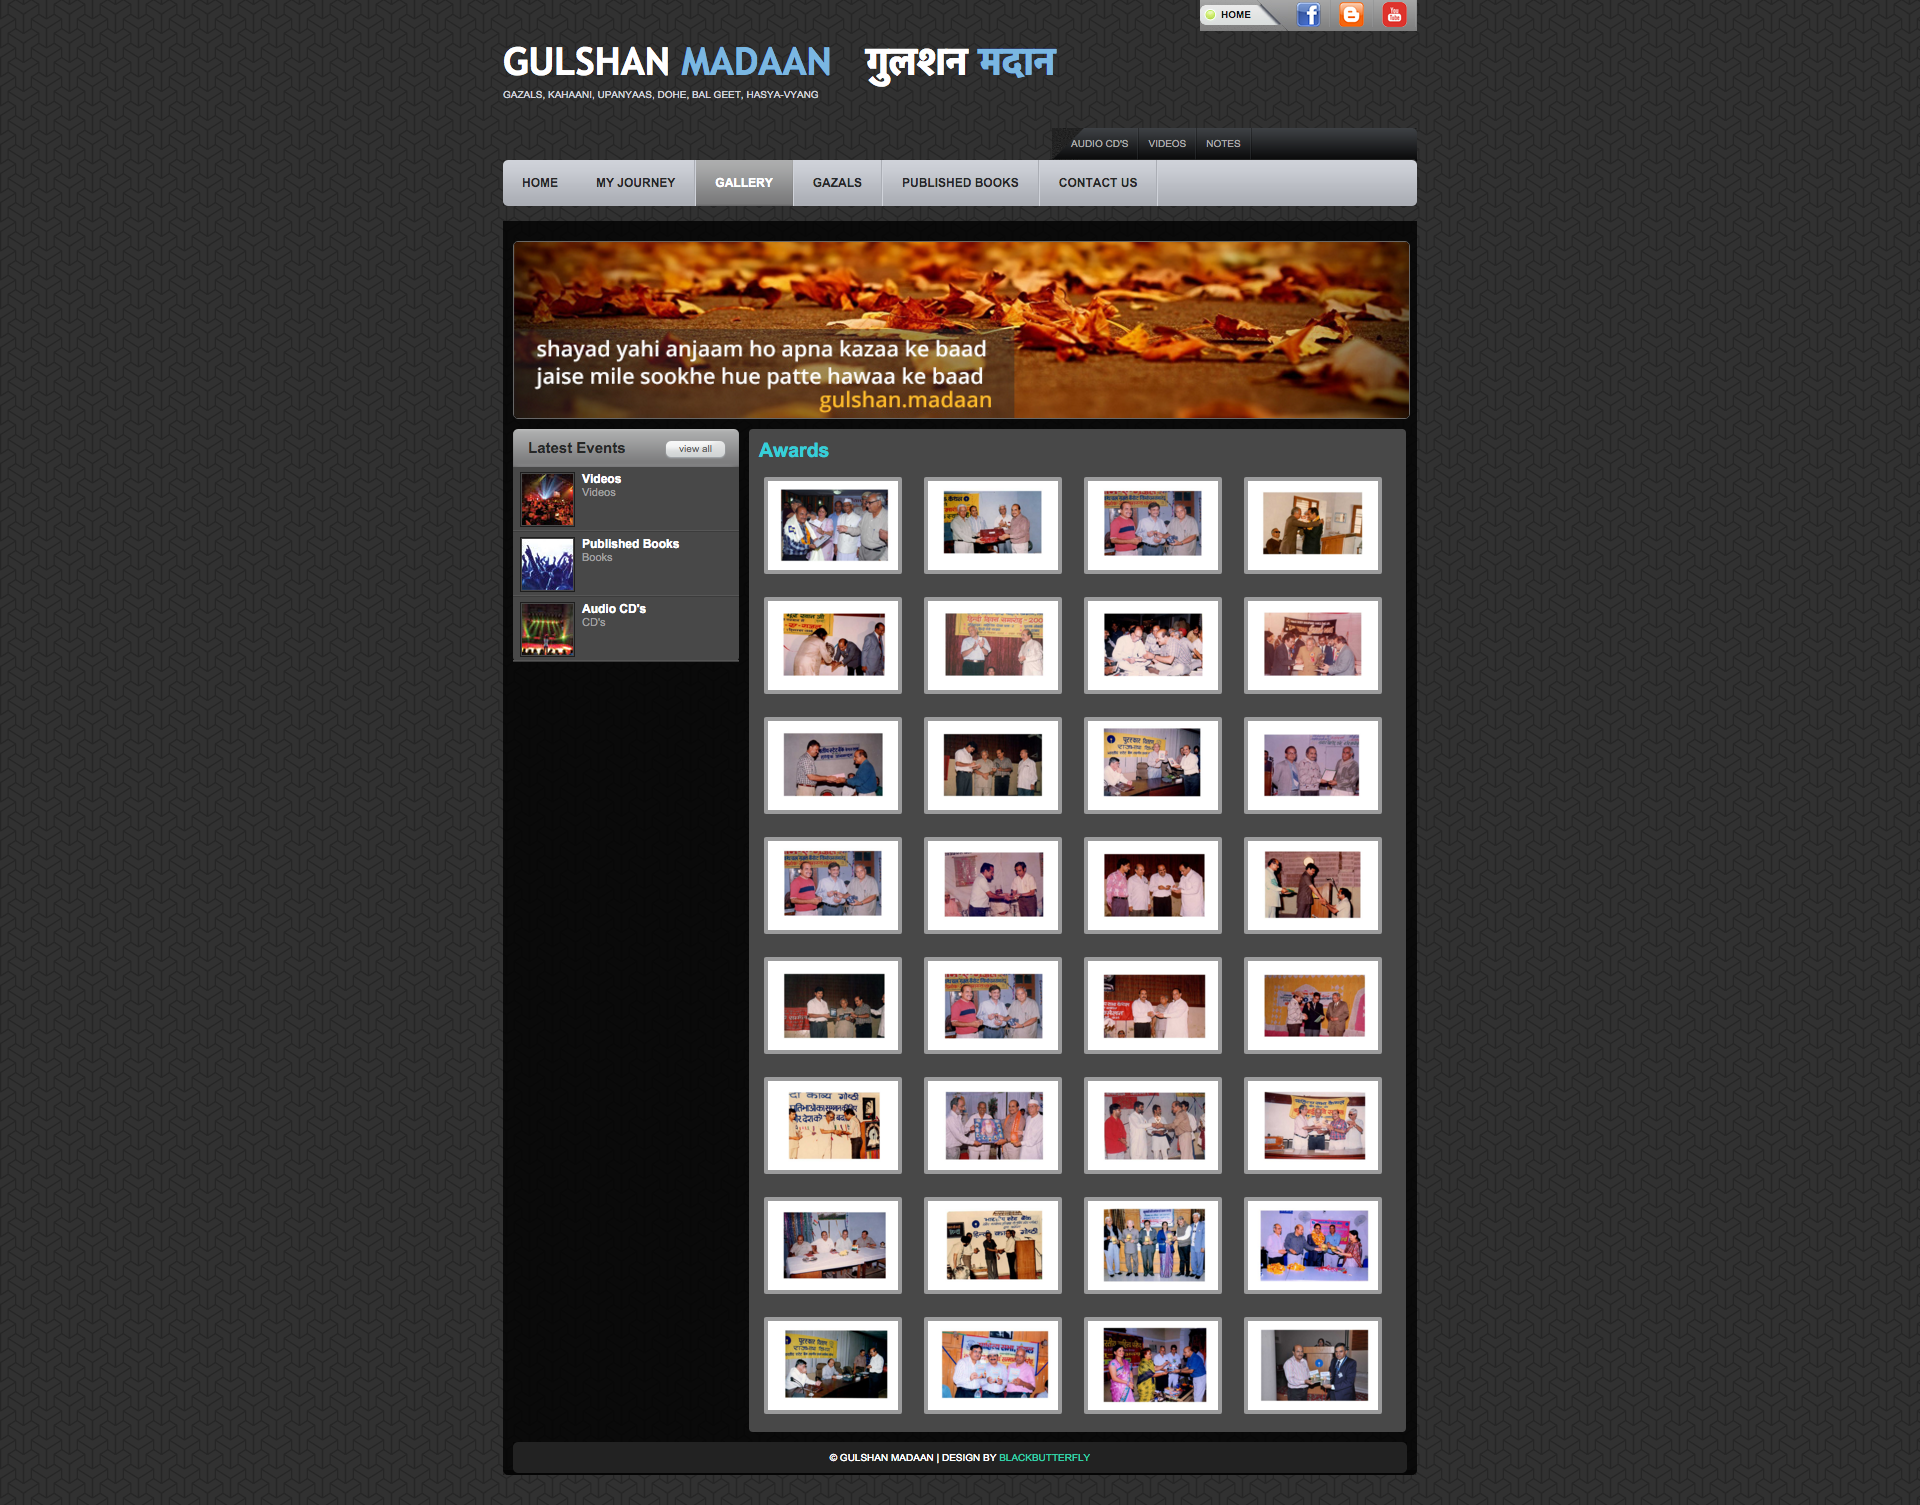 HOME
GULSHAN MADAAN गुलशन मदान
GAZALS, KAHAANI, UPANYAAS, DOHE, BAL GEET, HASYA-VYANG
AUDIO CD'S VIDEOS NOTES
HOME MY JOURNEY GALLERY GAZALS PUBLISHED BOOKS CONTACT US
shayad yahi anjaam ho apna kazaa ke baad
jaise mile sookhe hue patte hawaa ke baad
gulshan.madaan
Latest Events view all
Videos
Videos
Published Books
Books
Audio CD's
CD's
Awards
© GULSHAN MADAAN | DESIGN BY BLACKBUTTERFLY